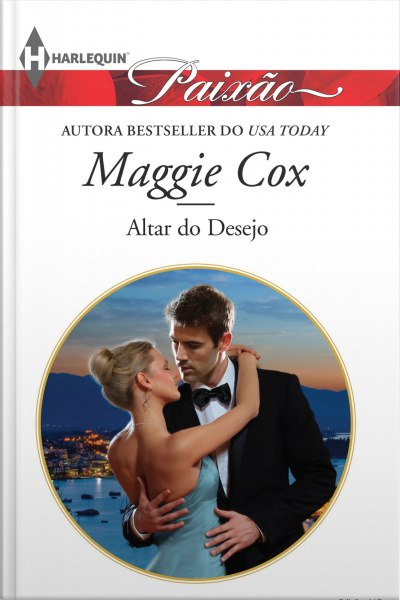 HARLEQUIN®
Paixão
AUTORA BESTSELLER DO USA TODAY
Maggie Cox
Altar do Desejo